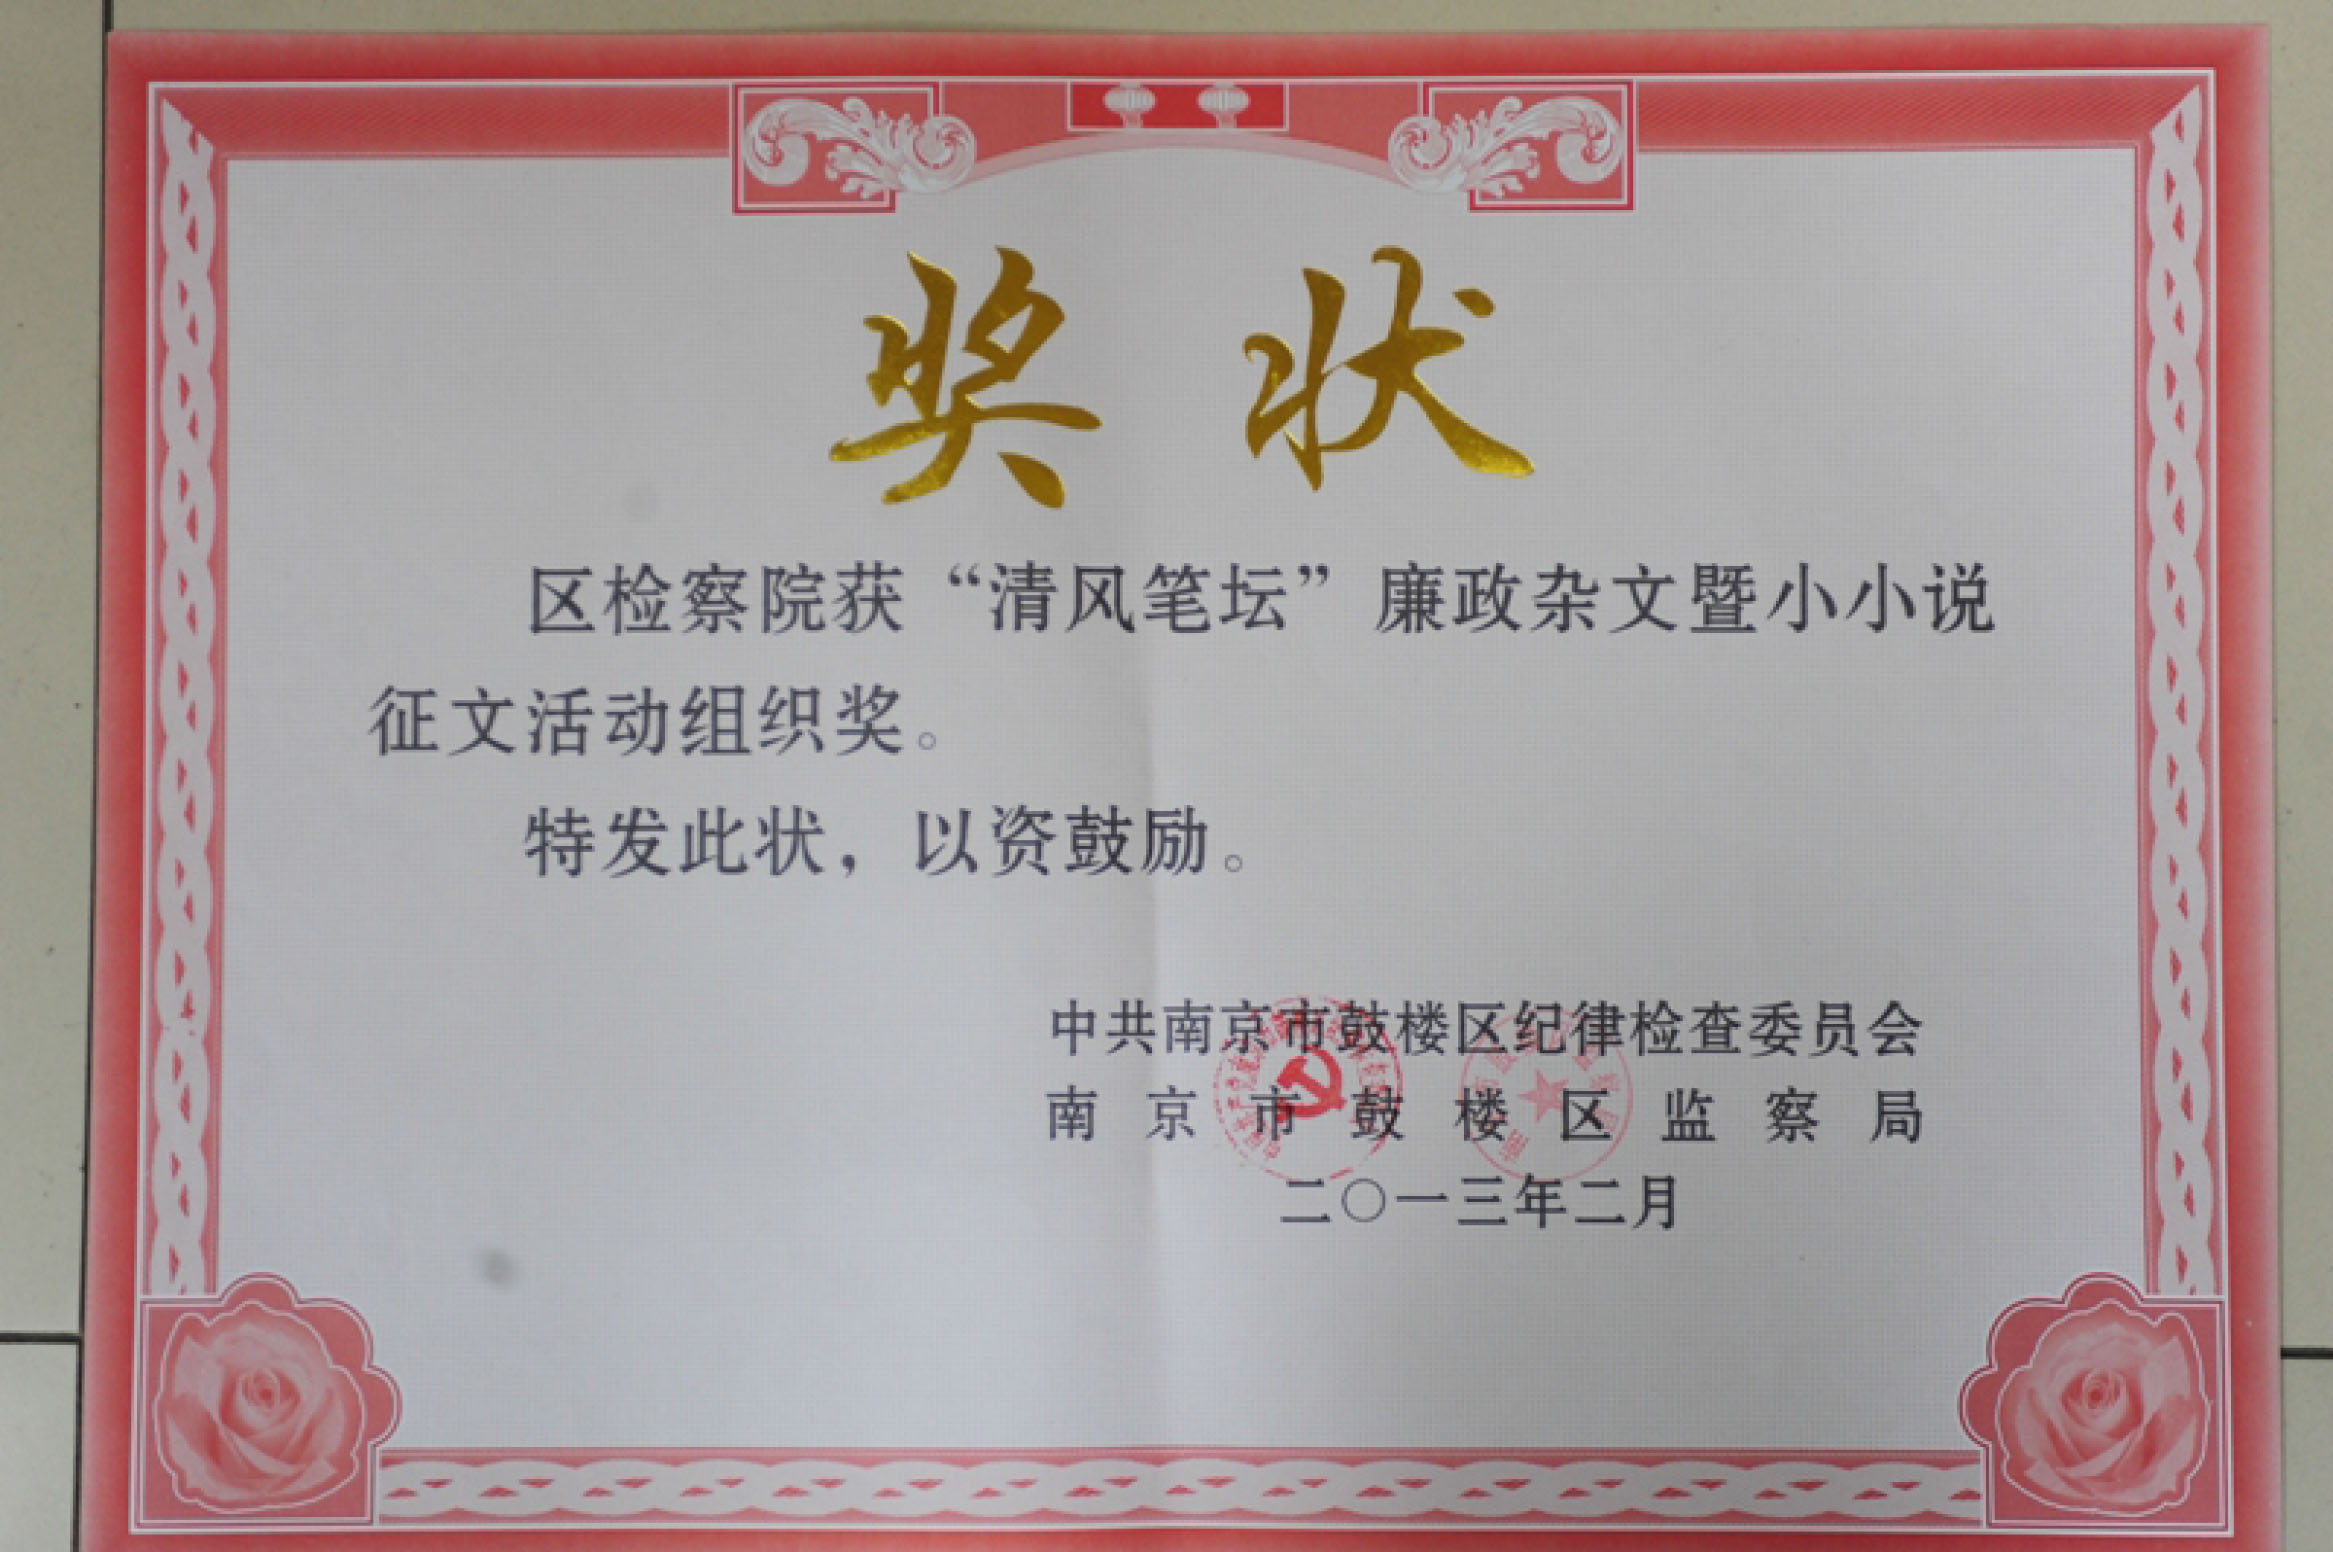 奖状
区检察院获“清风笔坛”廉政杂文暨小小说
征文活动组织奖。
特发此状，以资鼓励。
中共南京市鼓楼区纪律检查委员会
南京市鼓楼区监察局
二〇一三年二月